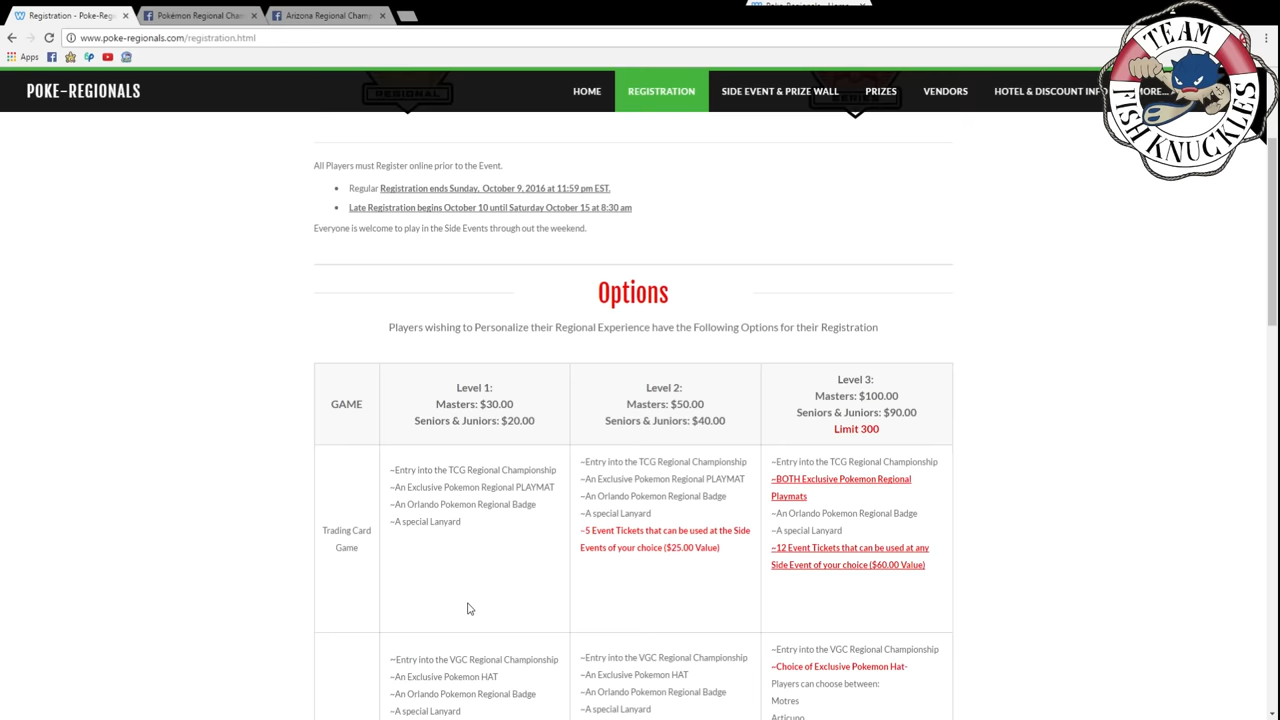 Registration - Poke-Reg
Pokémon Regional Cham
Arizona Regional Champ
www.poke-regionals.com/registration.html
Apps
POKE-REGIONALS
HOME
REGISTRATION
SIDE EVENT & PRIZE WALL
PRIZES
VENDORS
HOTEL & DISCOUNT INF
MORE...
TEAM
FISH KNUCKLES
REGIONAL
SERIES
All Players must Register online prior to the Event.
• Regular Registration ends Sunday, October 9, 2016 at 11:59 pm EST.
• Late Registration begins October 10 until Saturday October 15 at 8:30 am
Everyone is welcome to play in the Side Events through out the weekend.
Options
Players wishing to Personalize their Regional Experience have the Following Options for their Registration
GAME
Level 1:
Masters: $30.00
Seniors & Juniors: $20.00
Level 2:
Masters: $50.00
Seniors & Juniors: $40.00
Level 3:
Masters: $100.00
Seniors & Juniors: $90.00
Limit 300
Trading Card
Game
~Entry into the TCG Regional Championship
~An Exclusive Pokemon Regional PLAYMAT
~An Orlando Pokemon Regional Badge
~A special Lanyard
~Entry into the TCG Regional Championship
~An Exclusive Pokemon Regional PLAYMAT
~An Orlando Pokemon Regional Badge
~A special Lanyard
~5 Event Tickets that can be used at the Side
Events of your choice ($25.00 Value)
~Entry into the TCG Regional Championship
~BOTH Exclusive Pokemon Regional
Playmats
~An Orlando Pokemon Regional Badge
~A special Lanyard
~12 Event Tickets that can be used at any
Side Event of your choice ($60.00 Value)
~Entry into the VGC Regional Championship
~An Exclusive Pokemon HAT
~An Orlando Pokemon Regional Badge
~A special Lanyard
~Entry into the VGC Regional Championship
~An Exclusive Pokemon HAT
~An Orlando Pokemon Regional Badge
~A special Lanyard
~Entry into the VGC Regional Championship
~Choice of Exclusive Pokemon Hat-
Players can choose between:
Motres
Articuno